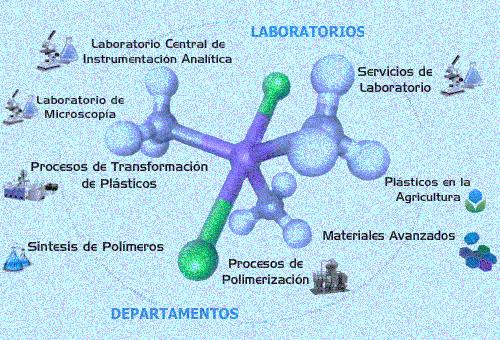 LABORATORIOS
Laboratorio Central de
Instrumentación Analítica
Servicios de
Laboratorio
Laboratorio de
Microscopía
Procesos de Transformación
de Plásticos
Plásticos en la
Agricultura
Síntesis de Polímeros
Materiales Avanzados
Procesos de
Polimerización
DEPARTAMENTOS